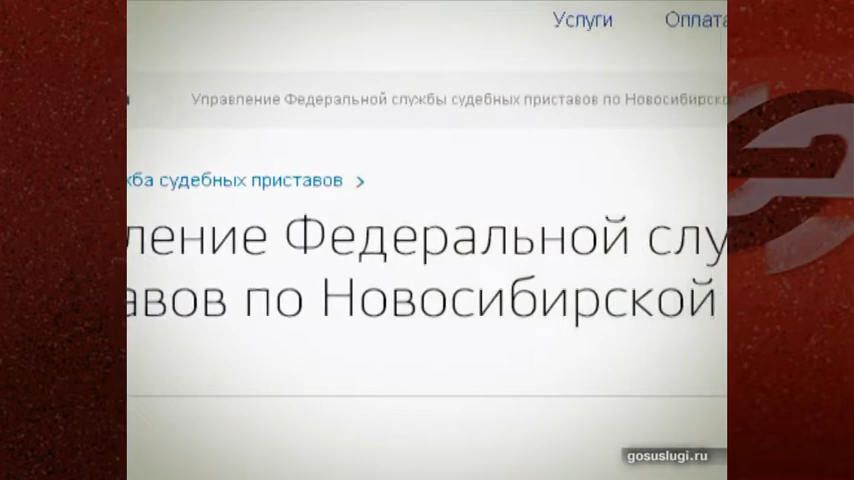 Услуги Оплата
Управление Федеральной службы судебных приставов по Новосибирско
жба судебных приставов >
ление Федеральной слу
авов по Новосибирской
gosuslugi.ru